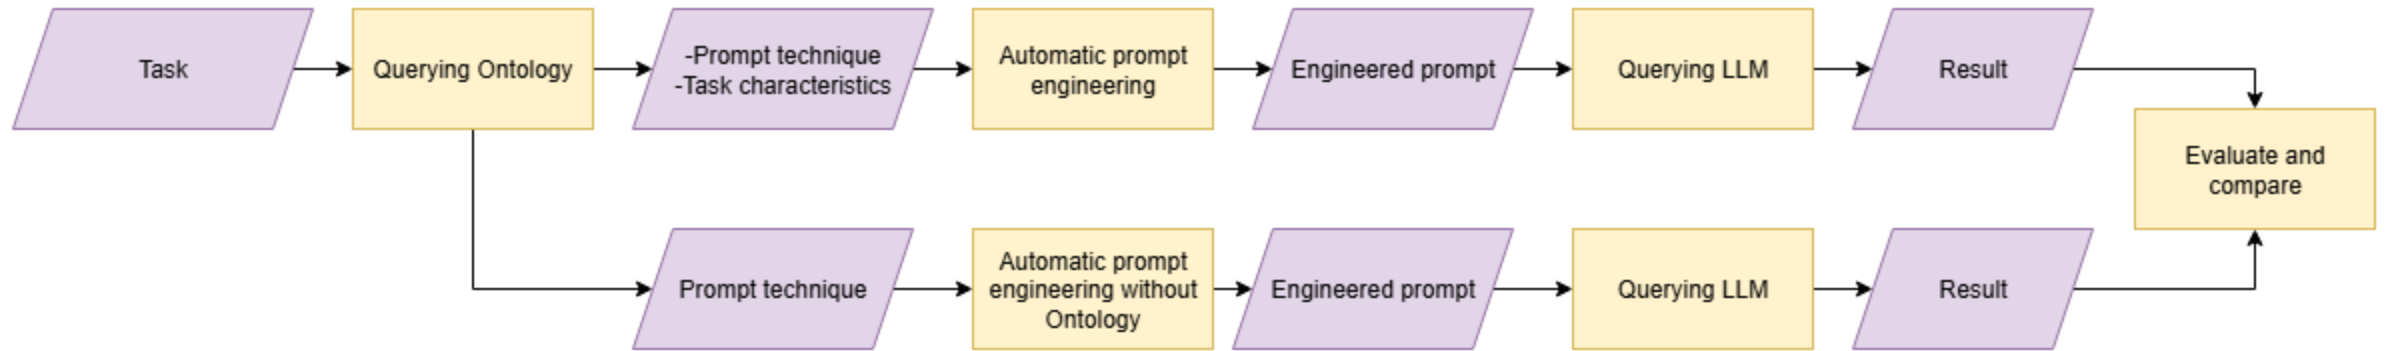 Task
Querying Ontology
-Prompt technique
-Task characteristics
Automatic prompt
engineering
Engineered prompt
Querying LLM
Result
Evaluate and
compare
Prompt technique
Automatic prompt
engineering without
Ontology
Engineered prompt
Querying LLM
Result